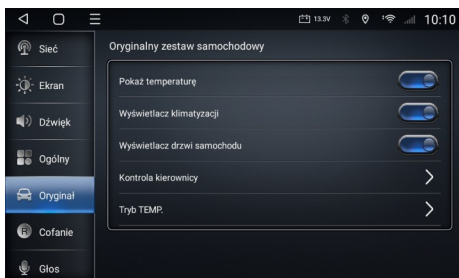 13.3V
10:10
Sieć
Ekran
Dźwięk
Ogólny
Oryginał
Cofanie
Głos
Oryginalny zestaw samochodowy
Pokaż temperaturę
Wyświetlacz klimatyzacji
Wyświetlacz drzwi samochodu
Kontrola kierownicy
Tryb TEMP.